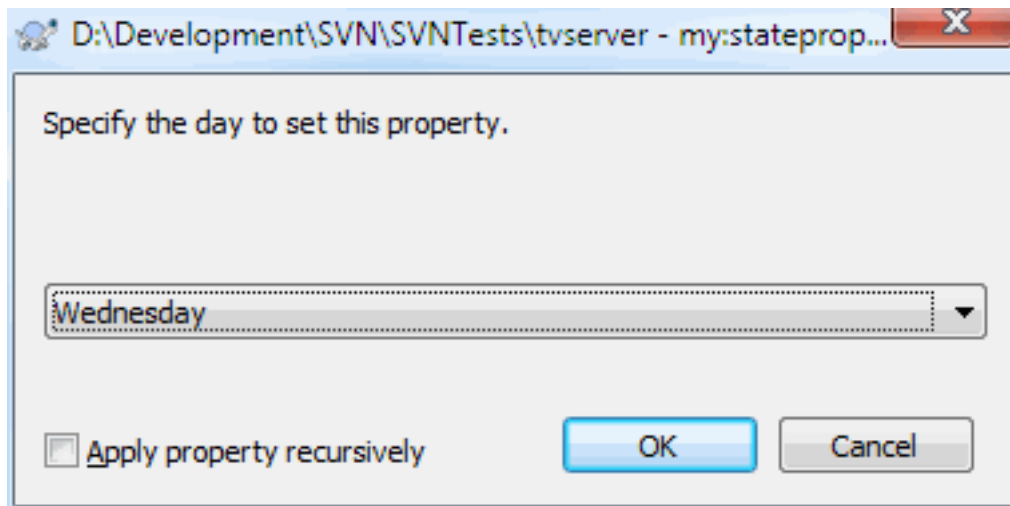 D:\Development\SVN\SVNTests\tvserver - my:stateprop...
Specify the day to set this property.
Wednesday
Apply property recursively
OK
Cancel